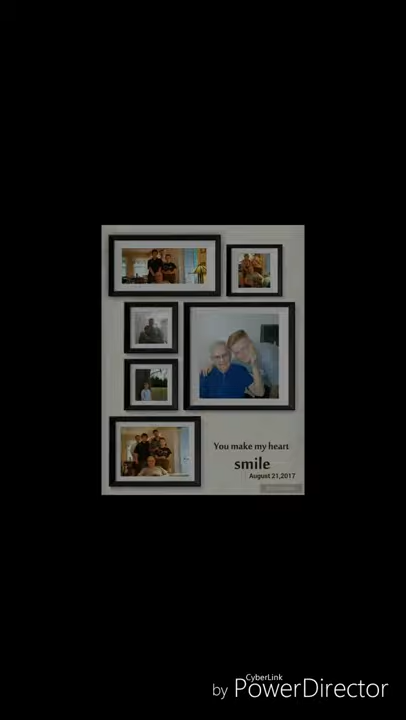 You make my heart
smile
August 21,2017
CyberLink
by PowerDirector